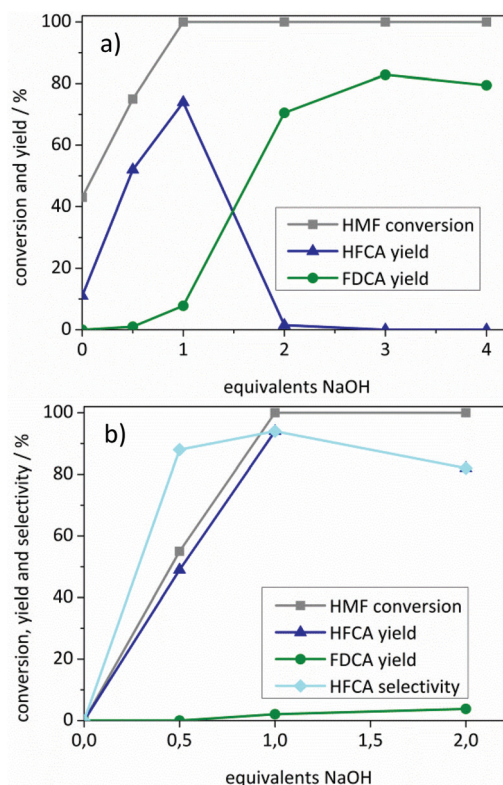 a)
100
80
60
40
20
0
conversion and yield / %
HMF conversion
HFCA yield
FDCA yield
0 1 2 3 4
equivalents NaOH
b)
100
80
60
40
20
0
conversion, yield and selectivity / %
HMF conversion
HFCA yield
FDCA yield
HFCA selectivity
0,0 0,5 1,0 1,5 2,0
equivalents NaOH